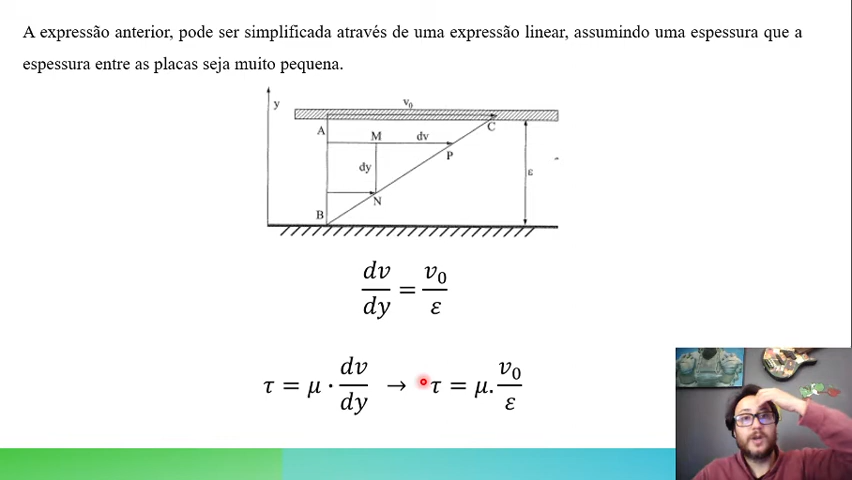 A expressão anterior, pode ser simplificada através de uma expressão linear, assumindo uma espessura que a
espessura entre as placas seja muito pequena.
y
v₀
A
M
dv
C
P
dy
ε
N
B
dv/dy = v₀/ε
τ = μ · dv/dy → τ = μ. v₀/ε